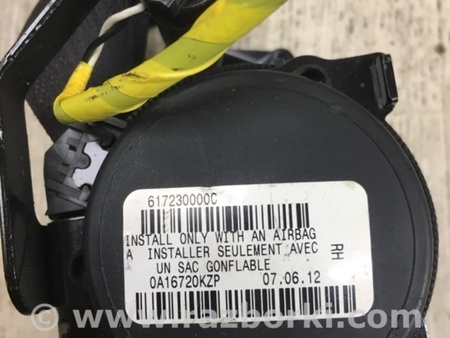 617230000C
INSTALL ONLY WITH AN AIRBAG
A INSTALLER SEULEMENT AVEC
UN SAC GONFLABLE
0A16720KZP 07.06.12
RH
www.razborki.com